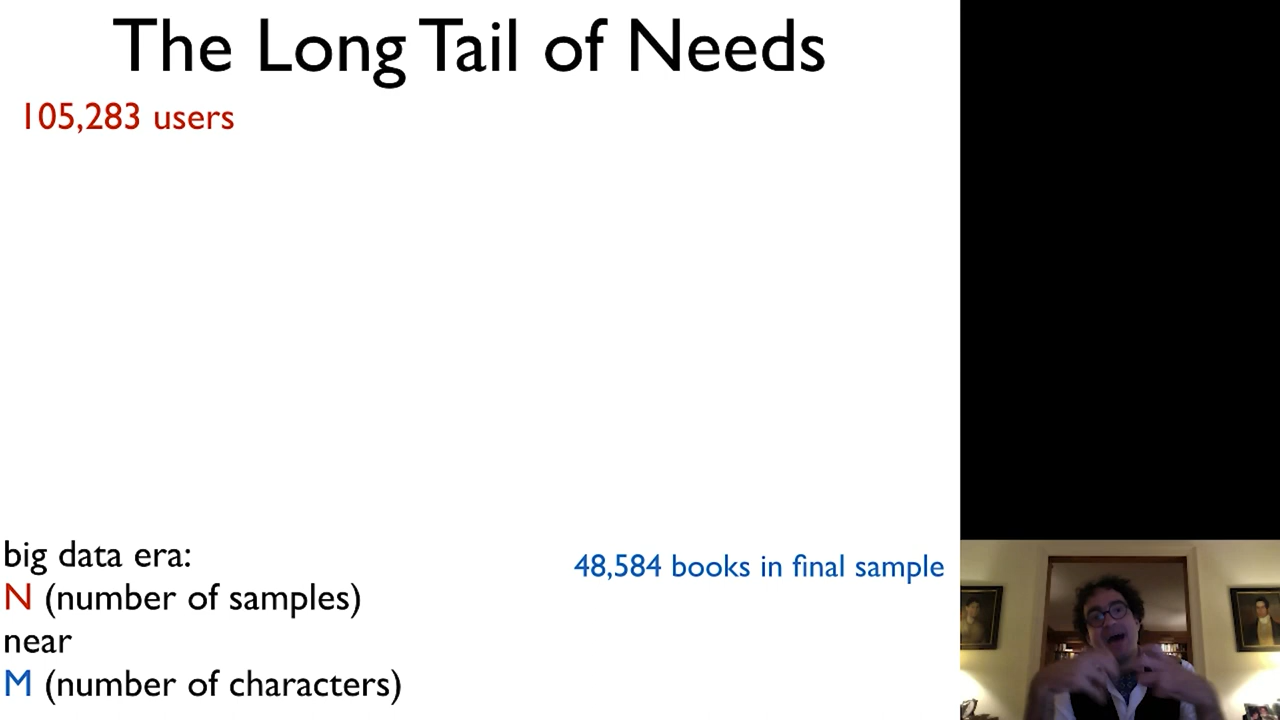 The Long Tail of Needs
105,283 users
big data era:
N (number of samples)
near
M (number of characters)
48,584 books in final sample